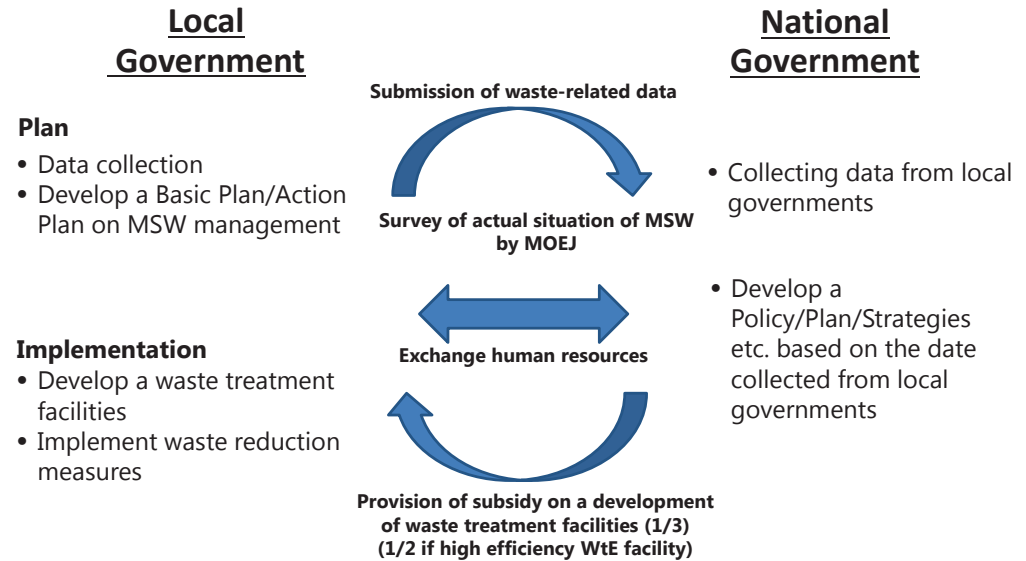 Local
Government
Plan
• Data collection
• Develop a Basic Plan/Action
Plan on MSW management
Implementation
• Develop a waste treatment
facilities
• Implement waste reduction
measures
Submission of waste-related data
Survey of actual situation of MSW
by MOEJ
Exchange human resources
Provision of subsidy on a development
of waste treatment facilities (1/3)
(1/2 if high efficiency WtE facility)
National
Government
• Collecting data from local
governments
• Develop a
Policy/Plan/Strategies
etc. based on the date
collected from local
governments